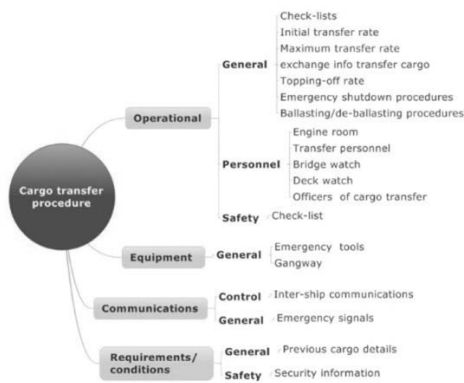 Cargo transfer
procedure
Operational
General
Check-lists
Initial transfer rate
Maximum transfer rate
exchange info transfer cargo
Topping-off rate
Emergency shutdown procedures
Ballasting/de-ballasting procedures
Personnel
Engine room
Transfer personnel
Bridge watch
Deck watch
Officers of cargo transfer
Safety
Check-list
Equipment
General
Emergency tools
Gangway
Communications
Control
Inter-ship communications
General
Emergency signals
Requirements/
conditions
General
Previous cargo details
Safety
Security information